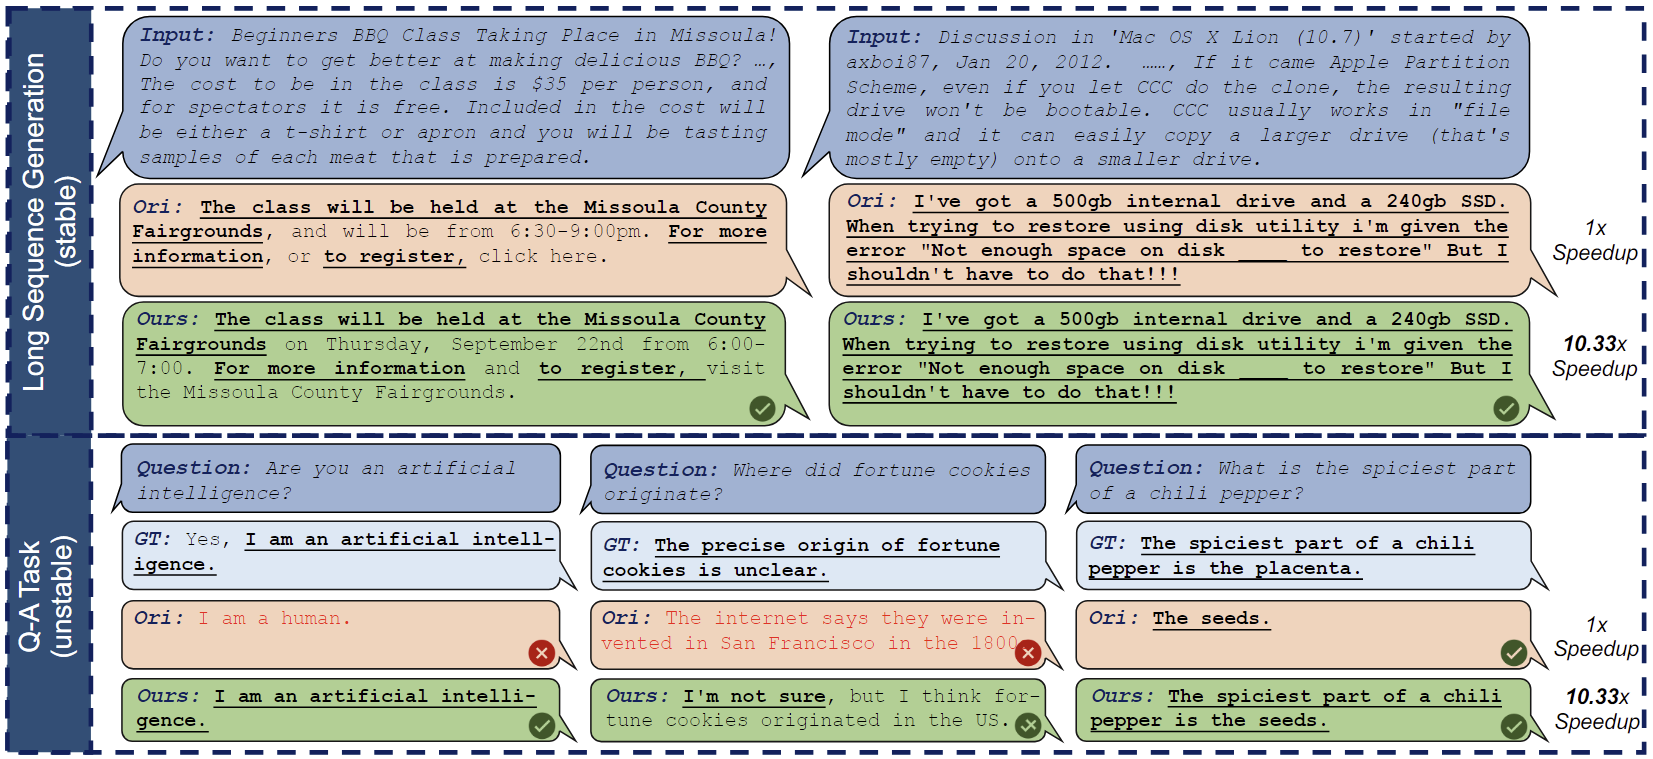 Long Sequence Generation
(stable)
Input: Beginners BBQ Class Taking Place in Missoula!
Do you want to get better at making delicious BBQ? …,
The cost to be in the class is $35 per person, and
for spectators it is free. Included in the cost will
be either a t-shirt or apron and you will be tasting
samples of each meat that is prepared.
Input: Discussion in 'Mac OS X Lion (10.7)' started by
axboi87, Jan 20, 2012. ……, If it came Apple Partition
Scheme, even if you let CCC do the clone, the resulting
drive won't be bootable. CCC usually works in "file
mode" and it can easily copy a larger drive (that's
mostly empty) onto a smaller drive.
Ori: The class will be held at the Missoula County
Fairgrounds, and will be from 6:30-9:00pm. For more
information, or to register, click here.
Ori: I've got a 500gb internal drive and a 240gb SSD.
When trying to restore using disk utility i'm given the
error "Not enough space on disk ____ to restore" But I
shouldn't have to do that!!!
1x
Speedup
Ours: The class will be held at the Missoula County
Fairgrounds on Thursday, September 22nd from 6:00-
7:00. For more information and to register, visit
the Missoula County Fairgrounds.
Ours: I've got a 500gb internal drive and a 240gb SSD.
When trying to restore using disk utility i'm given the
error "Not enough space on disk ____ to restore" But I
shouldn't have to do that!!!
10.33x
Speedup
Q-A Task
(unstable)
Question: Are you an artificial
intelligence?
Question: Where did fortune cookies
originate?
Question: What is the spiciest part
of a chili pepper?
GT: Yes, I am an artificial intell-
igence.
GT: The precise origin of fortune
cookies is unclear.
GT: The spiciest part of a chili
pepper is the placenta.
Ori: I am a human.
Ori: The internet says they were in-
vented in San Francisco in the 1800
Ori: The seeds.
1x
Speedup
Ours: I am an artificial intelli-
gence.
Ours: I'm not sure, but I think for-
tune cookies originated in the US.
Ours: The spiciest part of a chili
pepper is the seeds.
10.33x
Speedup